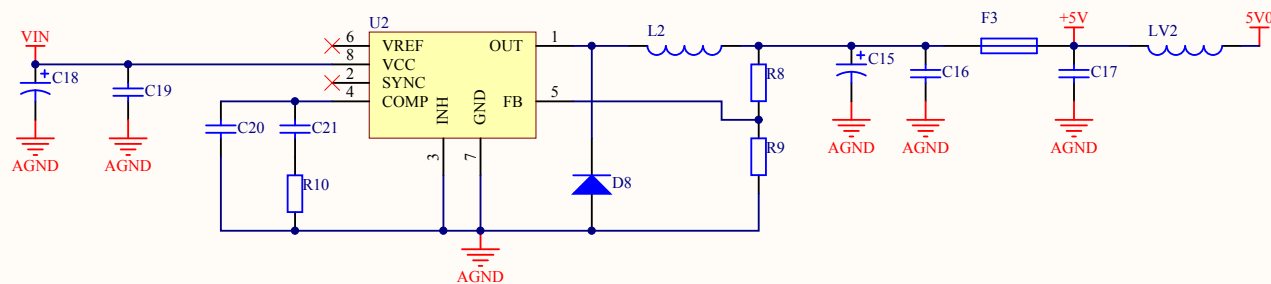 U2
F3
+5V
5V0
VIN
6
VREF
OUT
1
L2
LV2
8
VCC
C18
C19
2
SYNC
4
COMP
FB
5
INH
GND
3
7
C20
C21
R10
R8
R9
D8
C15
C16
C17
AGND
AGND
AGND
AGND
AGND
AGND